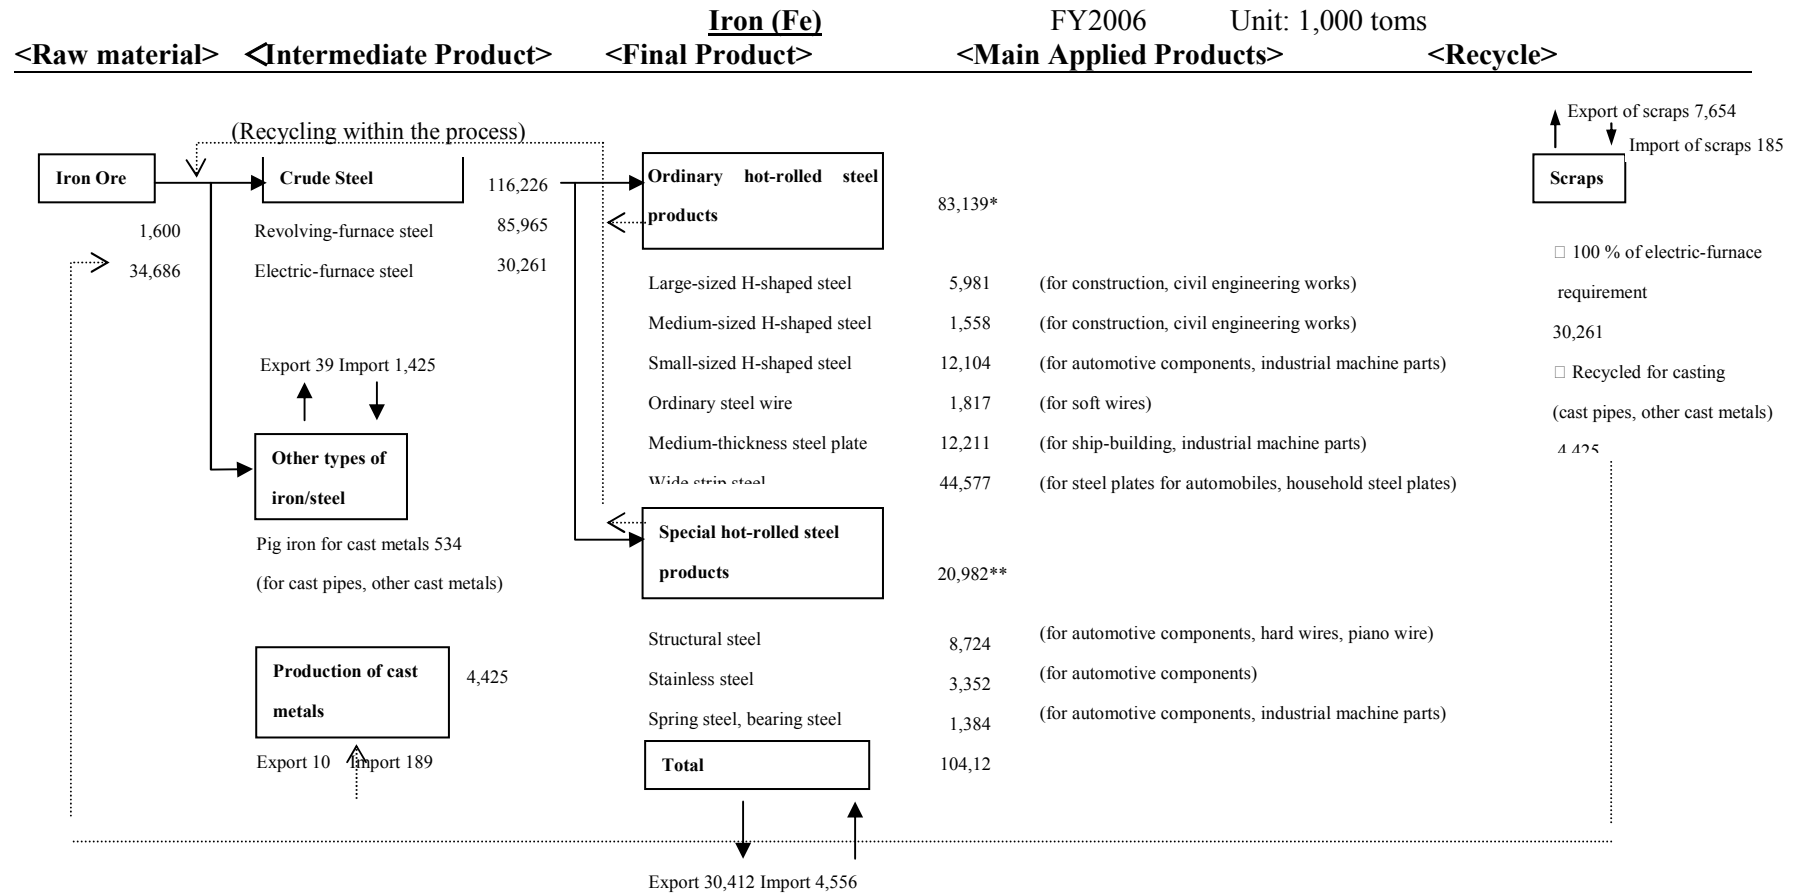 Iron (Fe) FY2006 Unit: 1,000 toms
<Raw material> <Intermediate Product> <Final Product> <Main Applied Products> <Recycle>
Export of scraps 7,654
Import of scraps 185
(Recycling within the process)
Iron Ore
1,600
34,686
Crude Steel 116,226
Revolving-furnace steel 85,965
Electric-furnace steel 30,261
Export 39 Import 1,425
Other types of
iron/steel
Pig iron for cast metals 534
(for cast pipes, other cast metals)
Production of cast
metals
4,425
Export 10 Import 189
Ordinary hot-rolled steel
products
83,139*
Large-sized H-shaped steel 5,981 (for construction, civil engineering works)
Medium-sized H-shaped steel 1,558 (for construction, civil engineering works)
Small-sized H-shaped steel 12,104 (for automotive components, industrial machine parts)
Ordinary steel wire 1,817 (for soft wires)
Medium-thickness steel plate 12,211 (for ship-building, industrial machine parts)
Wide strip steel 44,577 (for steel plates for automobiles, household steel plates)
Special hot-rolled steel
products
20,982**
Structural steel 8,724 (for automotive components, hard wires, piano wire)
Stainless steel 3,352 (for automotive components)
Spring steel, bearing steel 1,384 (for automotive components, industrial machine parts)
Total 104,12
Export 30,412 Import 4,556
Scraps
□ 100 % of electric-furnace
requirement
30,261
□ Recycled for casting
(cast pipes, other cast metals)
4,425